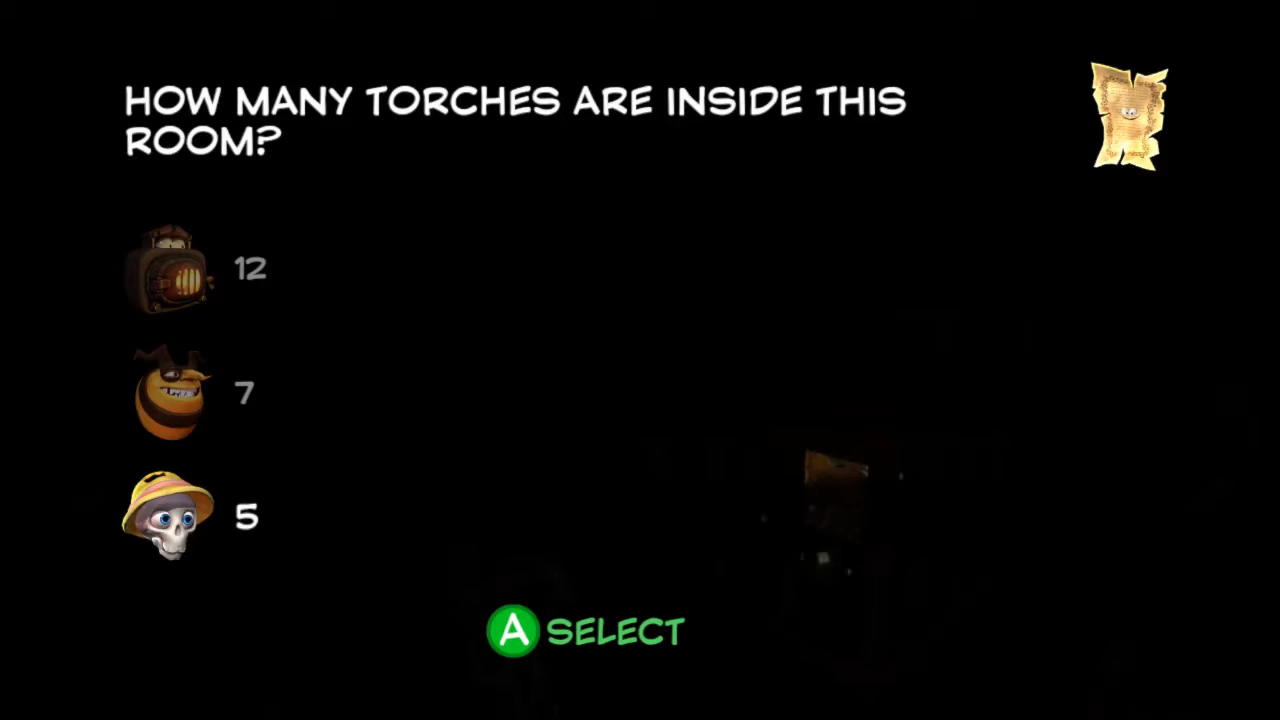 HOW MANY TORCHES ARE INSIDE THIS
ROOM?
12
7
5
A SELECT